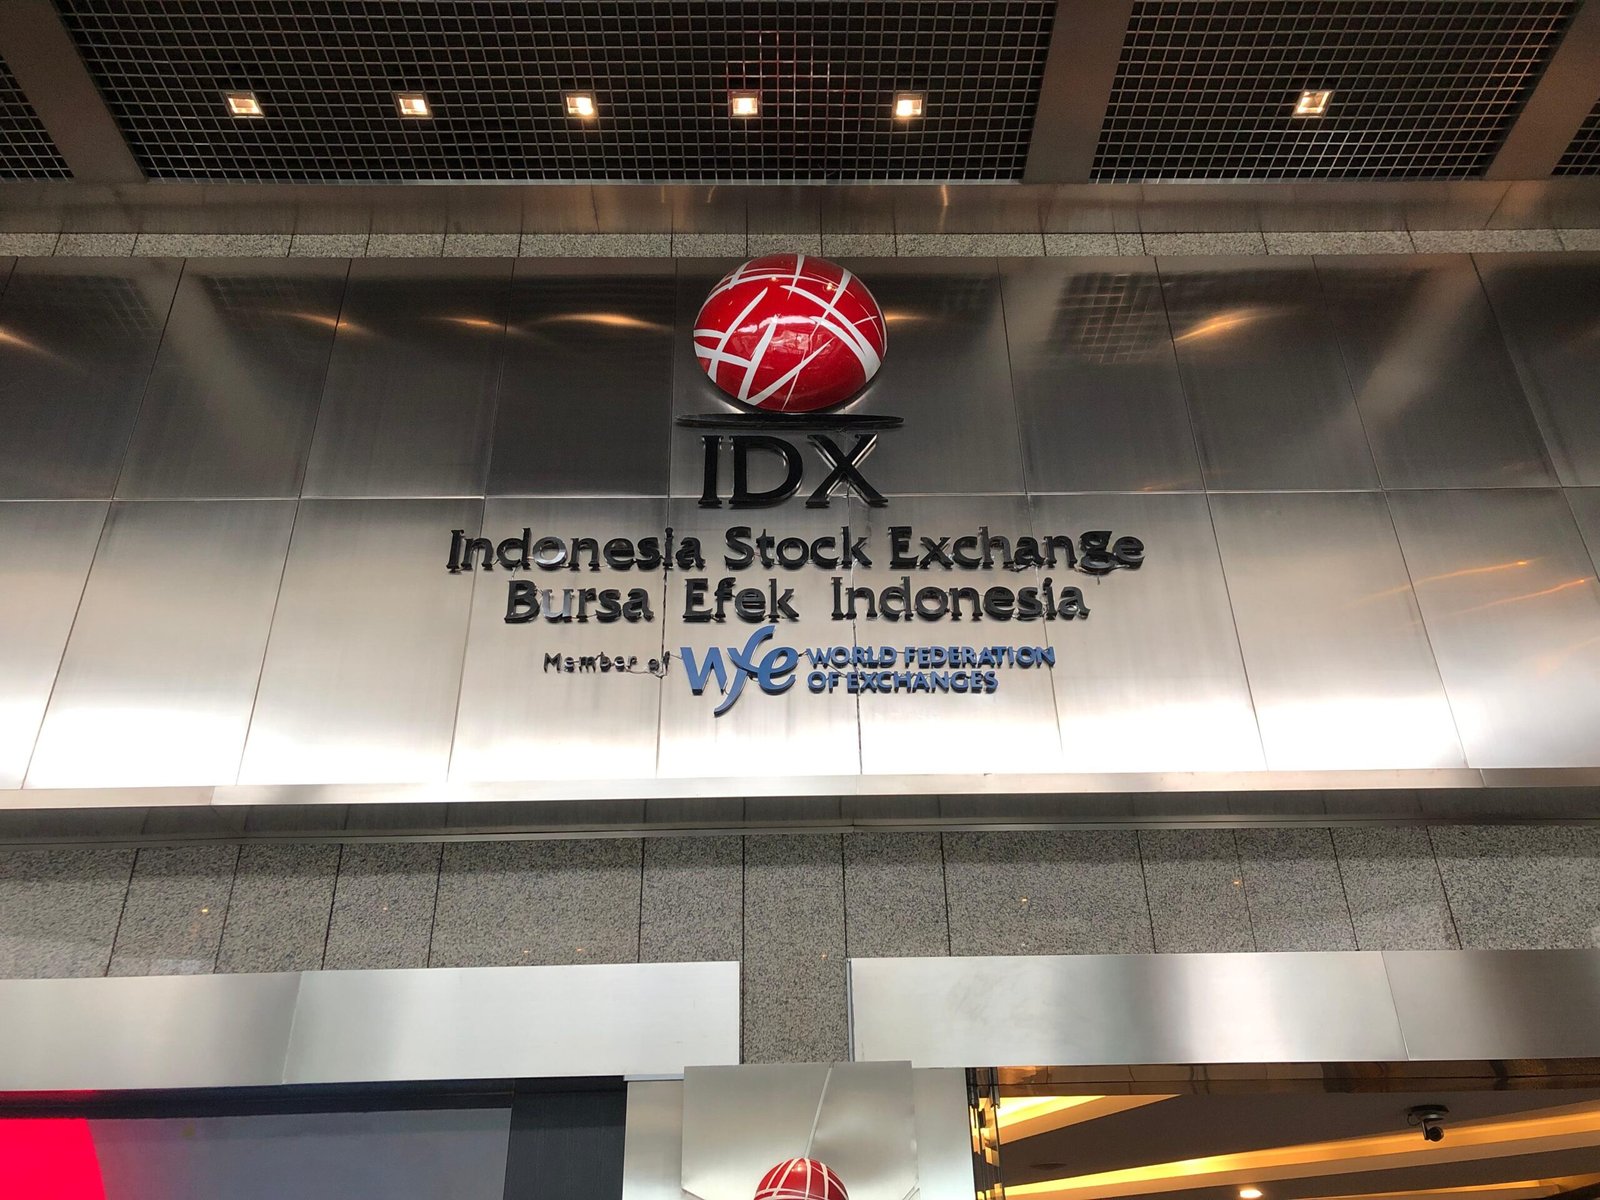 IDX
Indonesia Stock Exchange
Bursa Efek Indonesia
Member of wfe WORLD FEDERATION
OF EXCHANGES